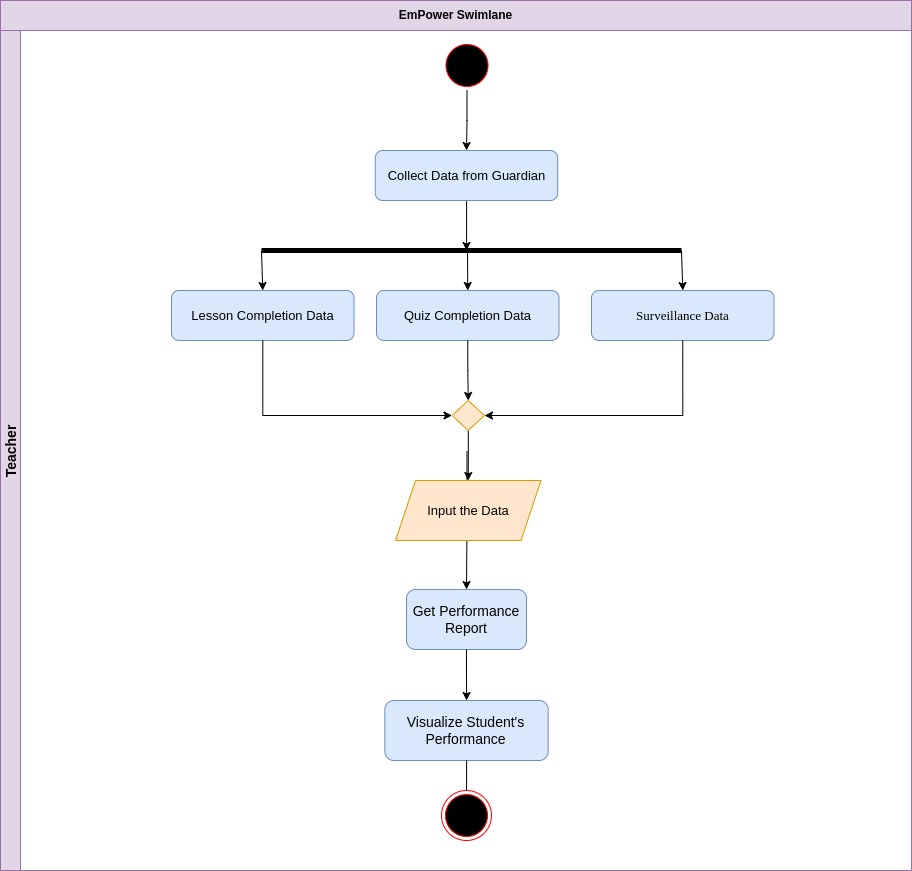 EmPower Swimlane
Teacher
Collect Data from Guardian
Lesson Completion Data
Quiz Completion Data
Surveillance Data
Input the Data
Get Performance
Report
Visualize Student's
Performance